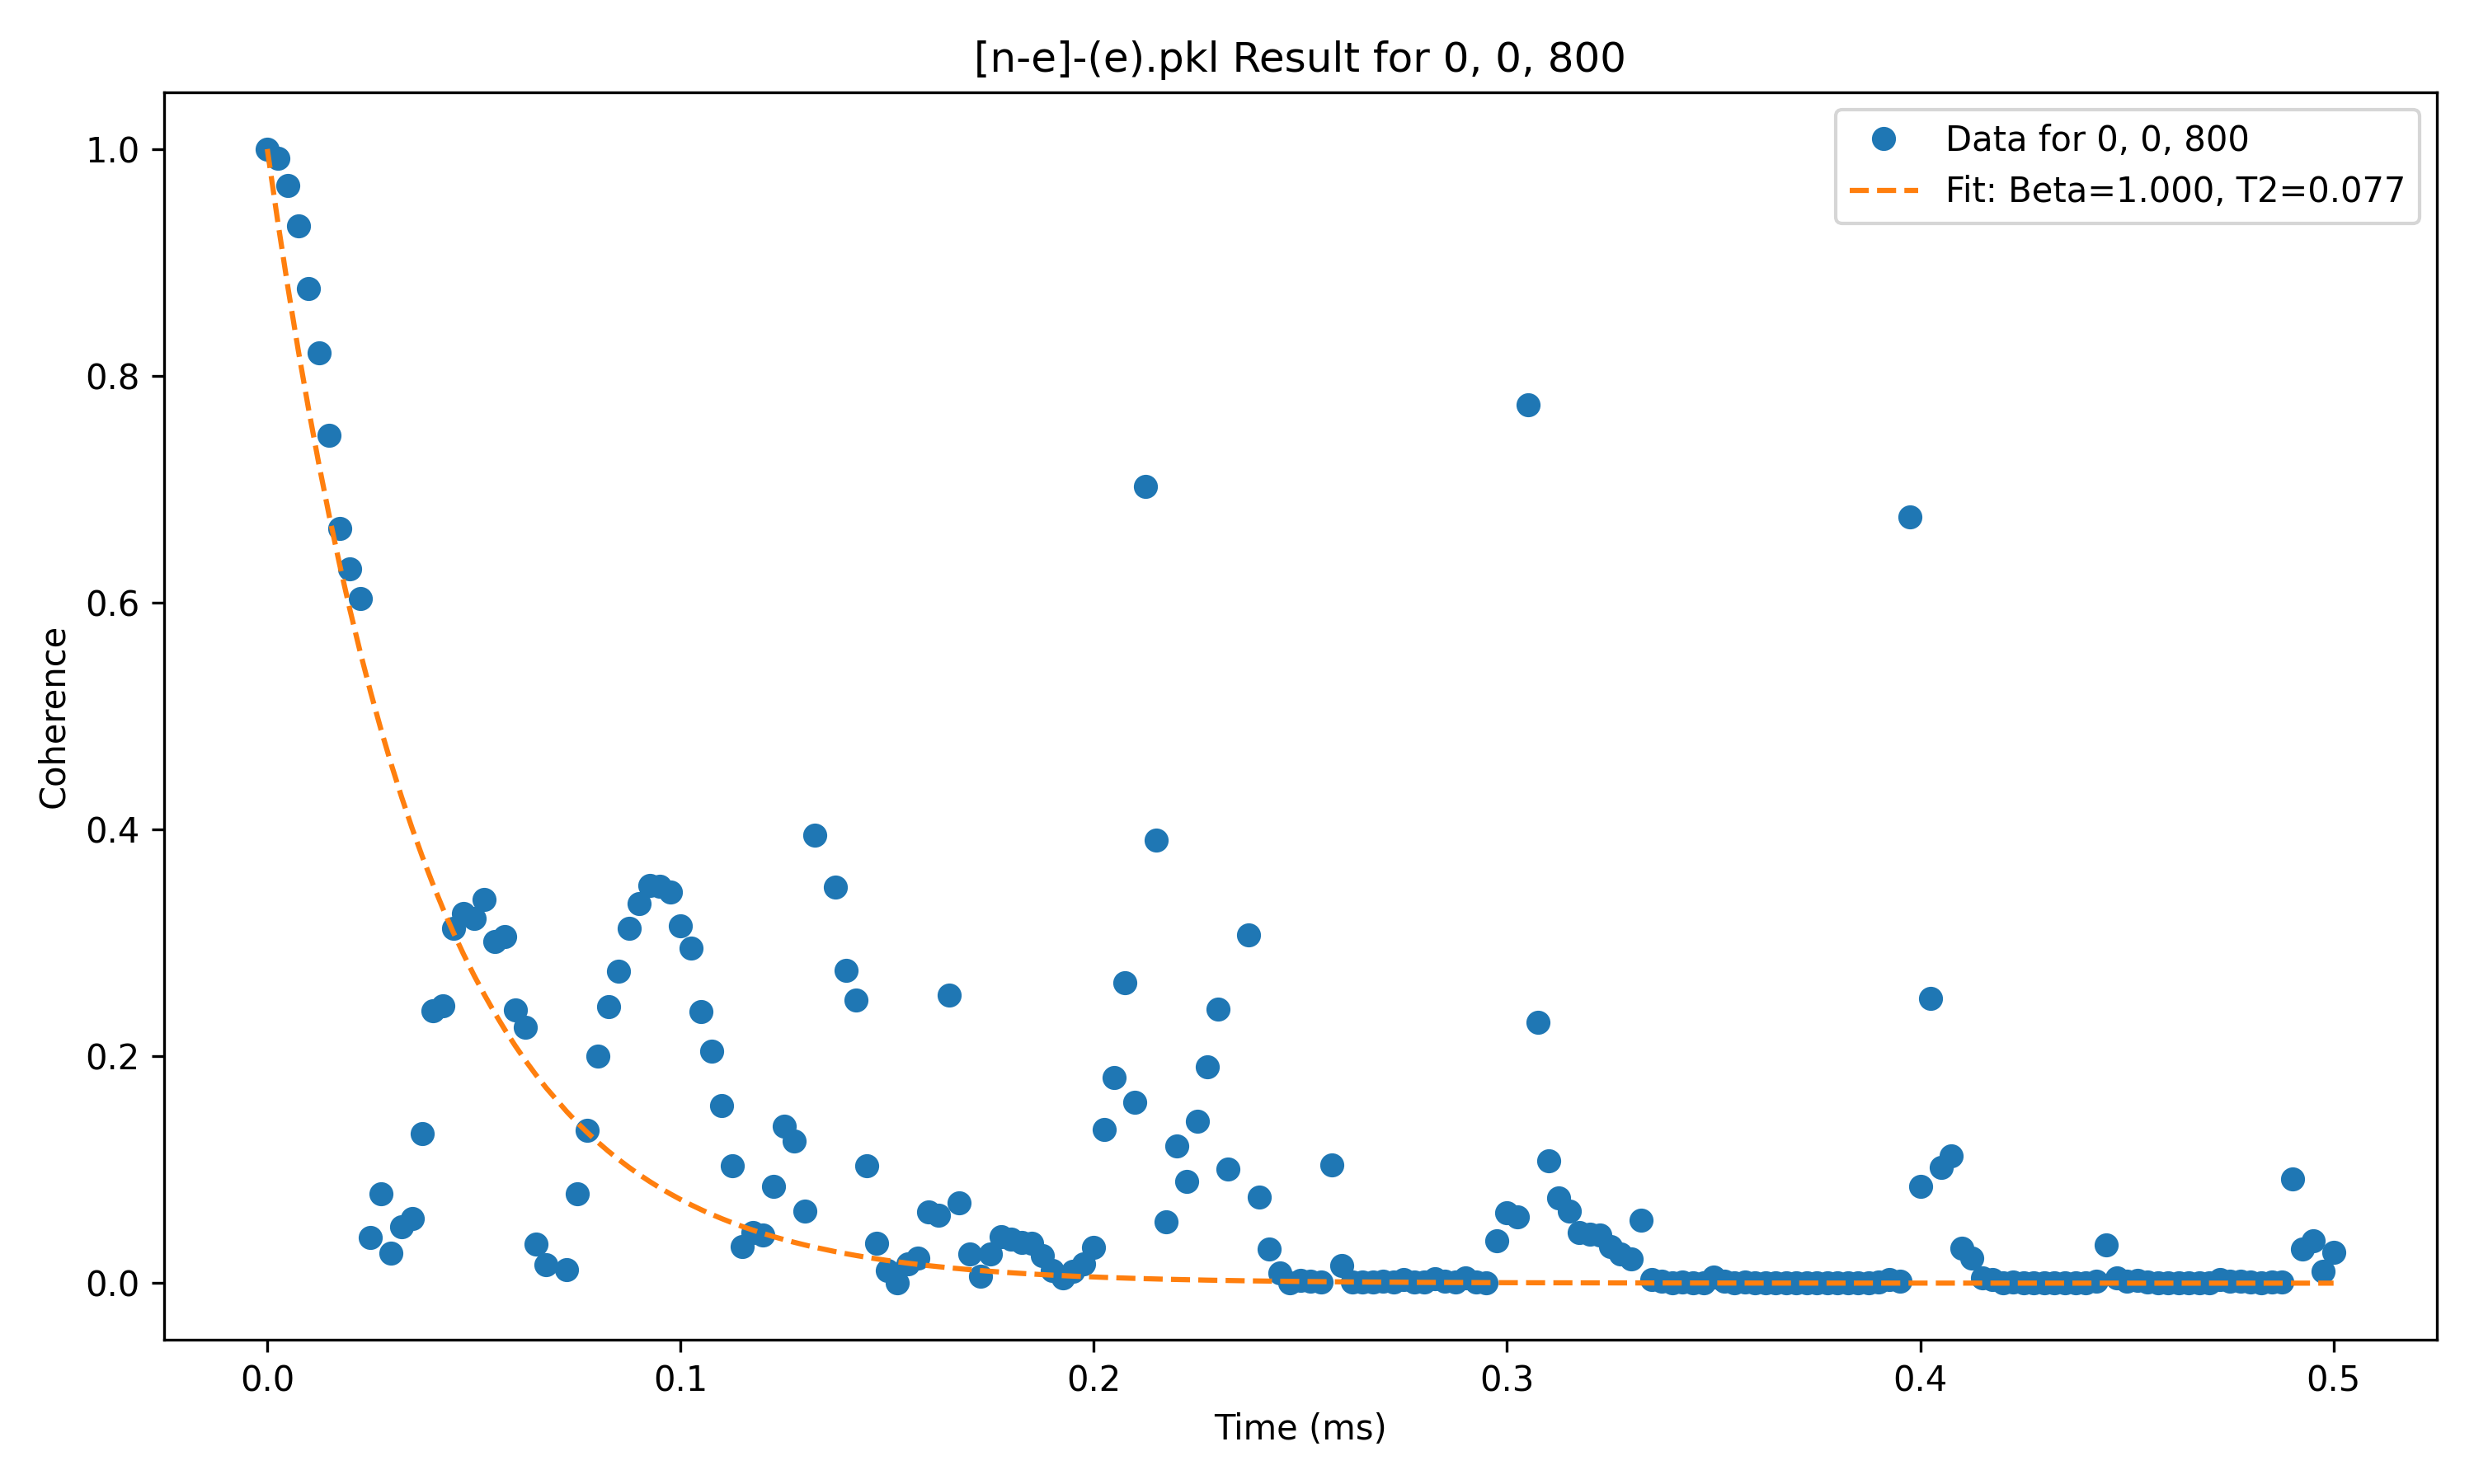 [n-e]-(e).pkl Result for 0, 0, 800
Data for 0, 0, 800
Fit: Beta=1.000, T2=0.077
Coherence
1.0
0.8
0.6
0.4
0.2
0.0
0.0 0.1 0.2 0.3 0.4 0.5
Time (ms)